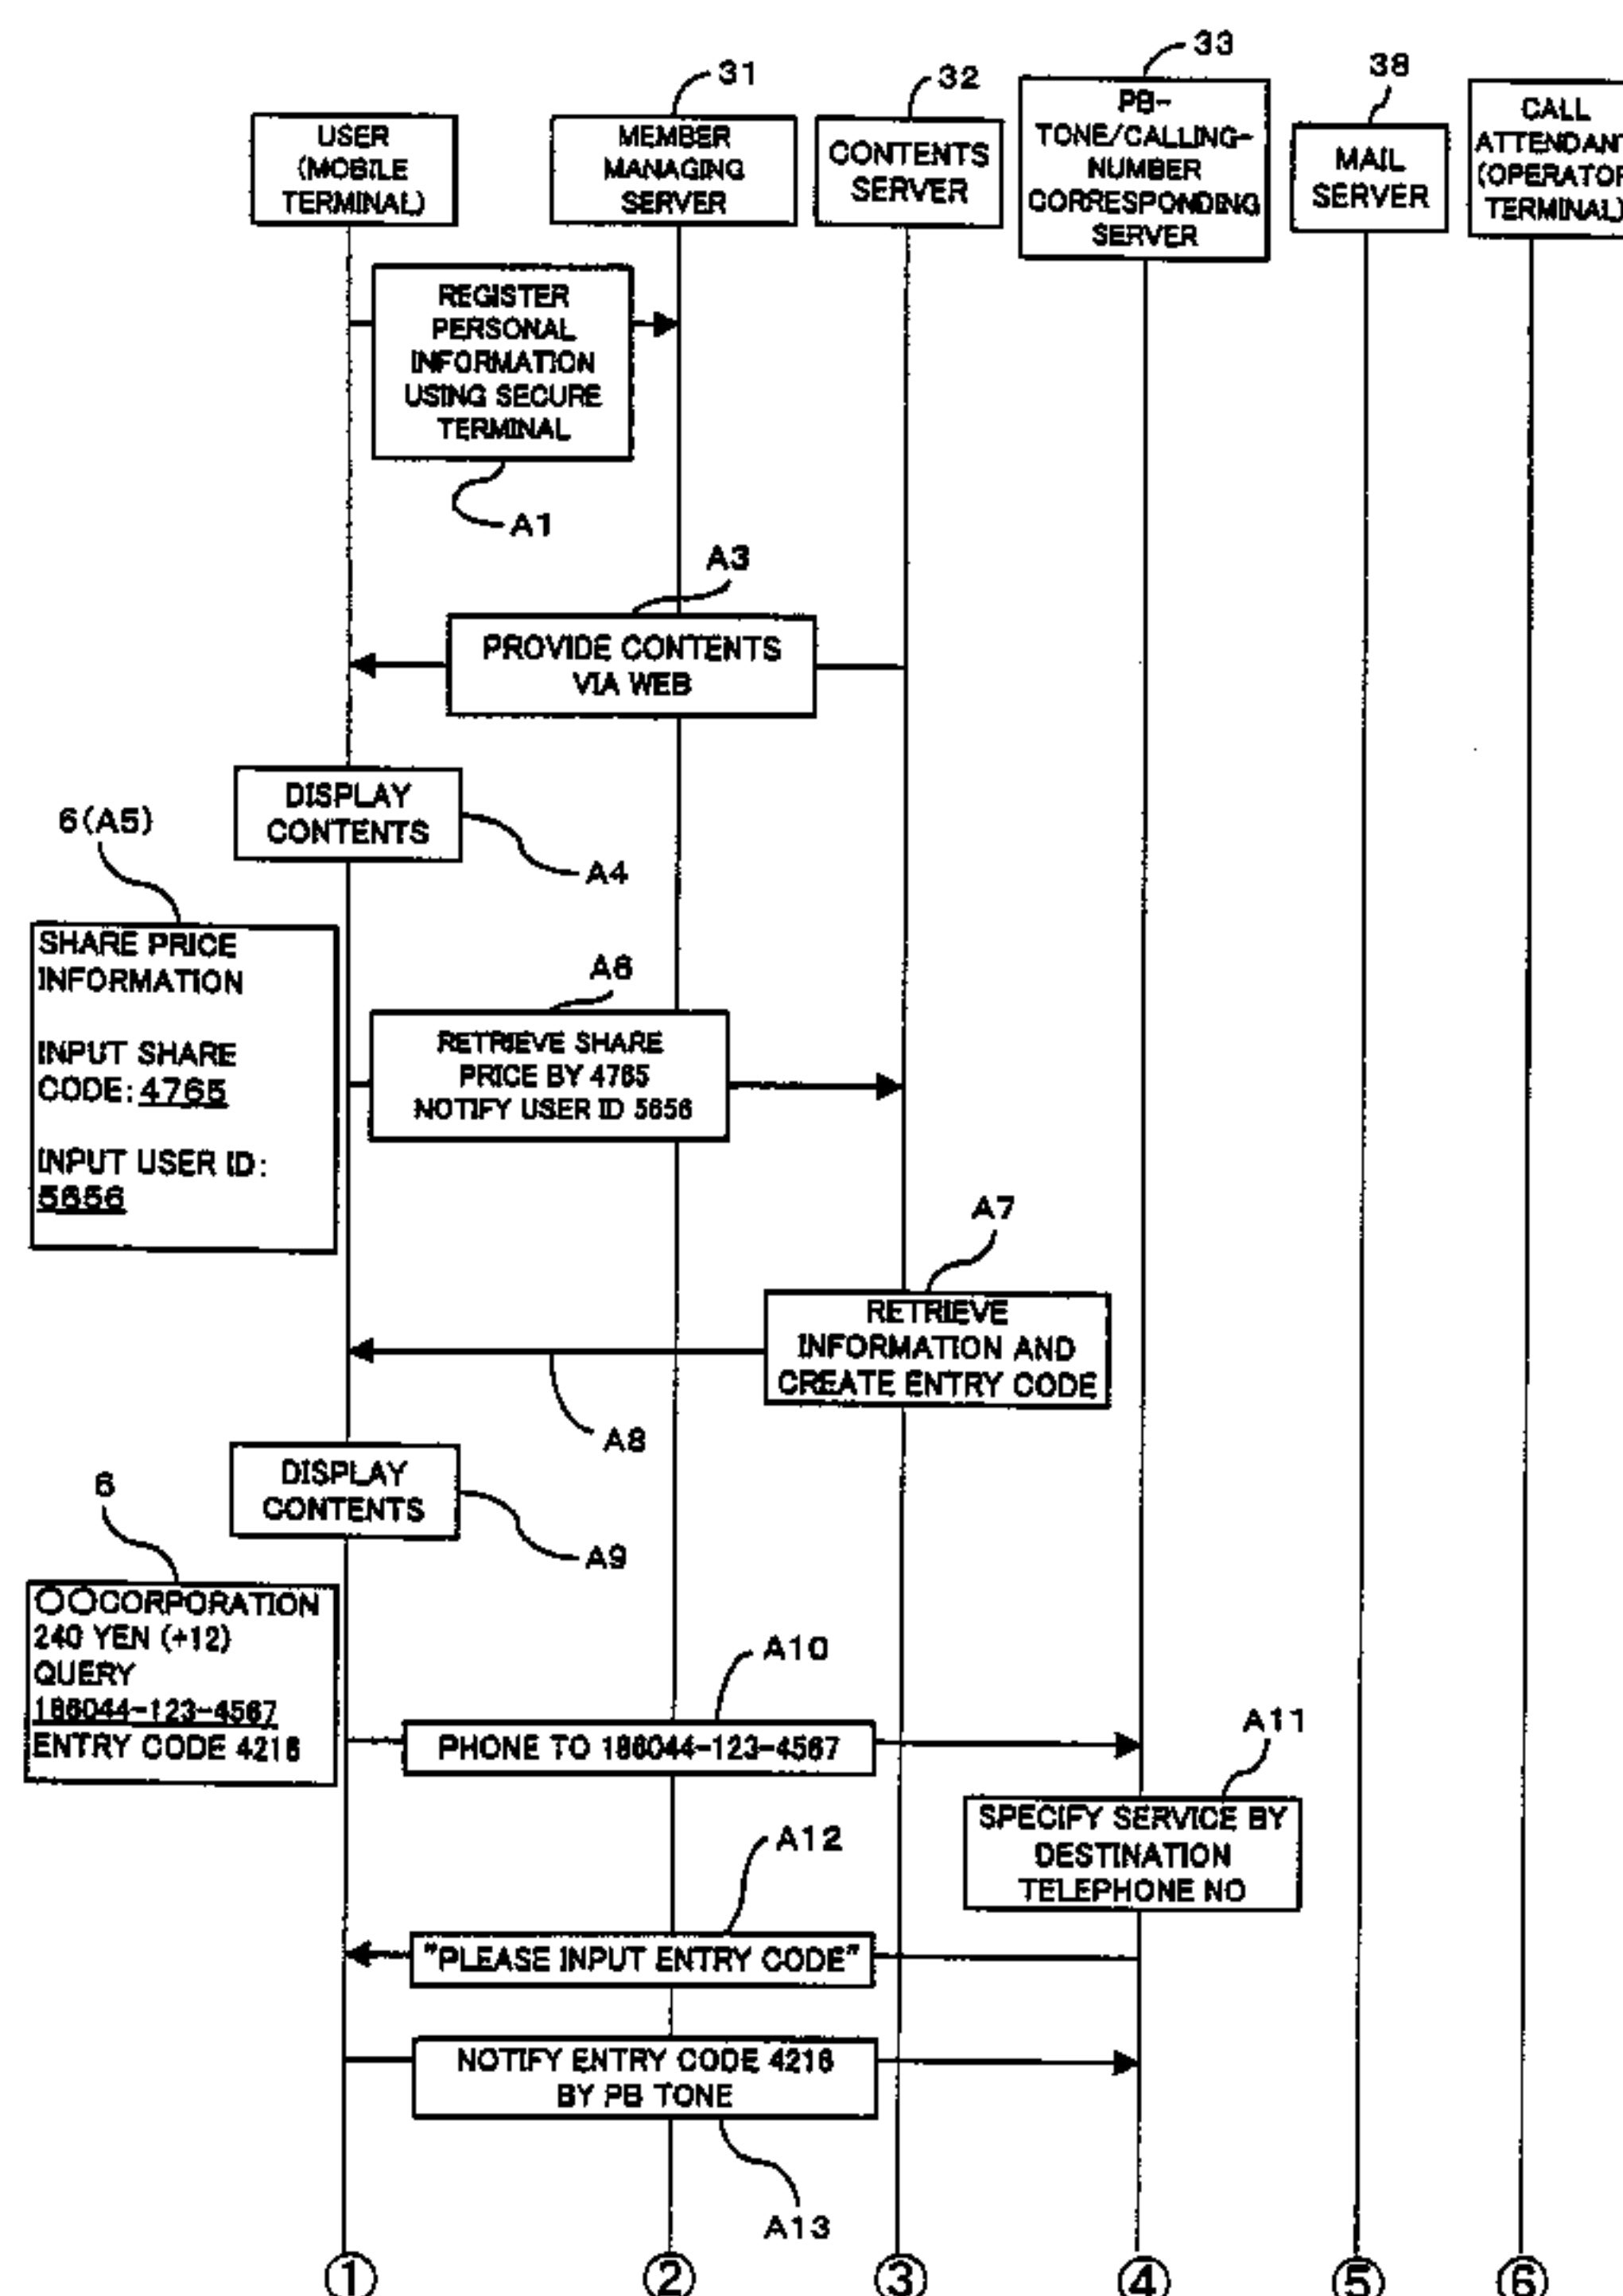 33
31
32
38
USER
(MOBILE
TERMINAL)
MEMBER
MANAGING
SERVER
CONTENTS
SERVER
PB-
TONE/CALLING-
NUMBER
CORRESPONDING
SERVER
MAIL
SERVER
CALL
ATTENDANT
(OPERATOR
TERMINAL)
REGISTER
PERSONAL
INFORMATION
USING SECURE
TERMINAL
A1
A3
PROVIDE CONTENTS
VIA WEB
DISPLAY
CONTENTS
A4
6(A5)
SHARE PRICE
INFORMATION
INPUT SHARE
CODE: 4765
INPUT USER ID:
5656
A6
RETRIEVE SHARE
PRICE BY 4765
NOTIFY USER ID 5656
A7
RETRIEVE
INFORMATION AND
CREATE ENTRY CODE
A8
DISPLAY
CONTENTS
A9
6
○○CORPORATION
240 YEN (+12)
QUERY
186044-123-4567
ENTRY CODE 4216
A10
PHONE TO 186044-123-4567
A11
SPECIFY SERVICE BY
DESTINATION
TELEPHONE NO
A12
"PLEASE INPUT ENTRY CODE"
NOTIFY ENTRY CODE 4216
BY PB TONE
A13
① ② ③ ④ ⑤ ⑥